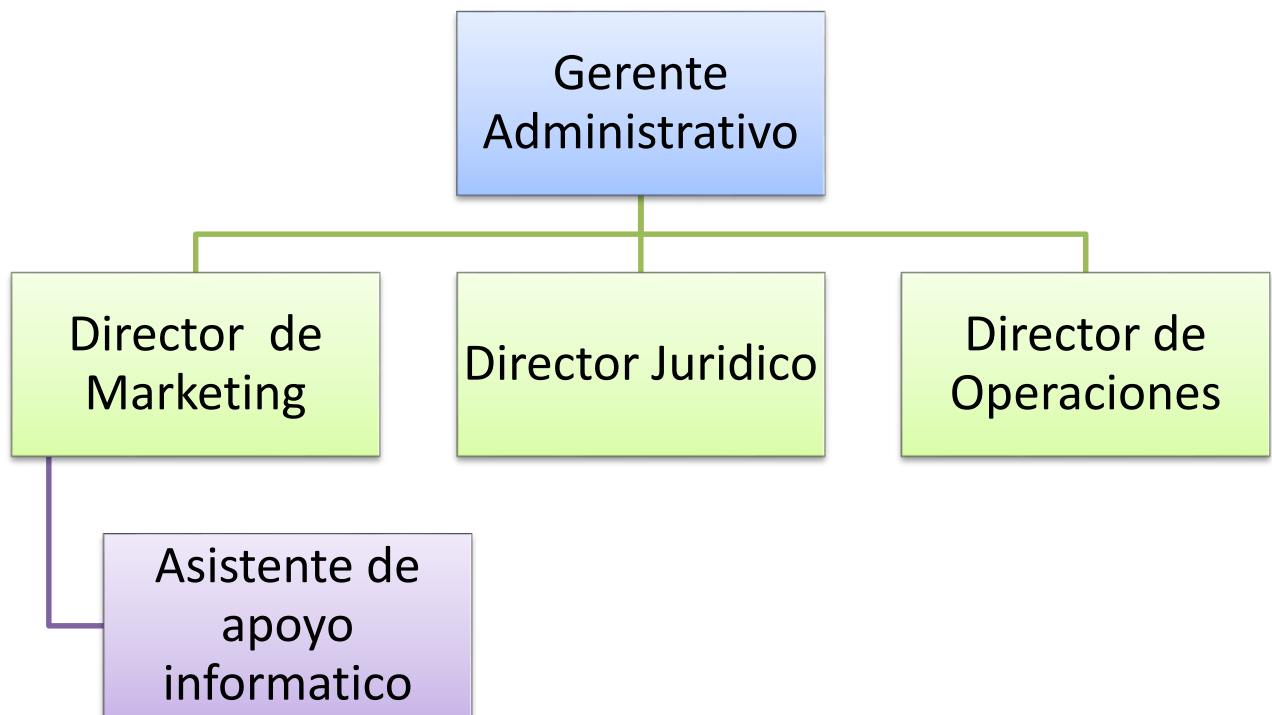 Gerente
Administrativo
Director  de
Marketing
Director Juridico
Director de
Operaciones
Asistente de
apoyo
informatico